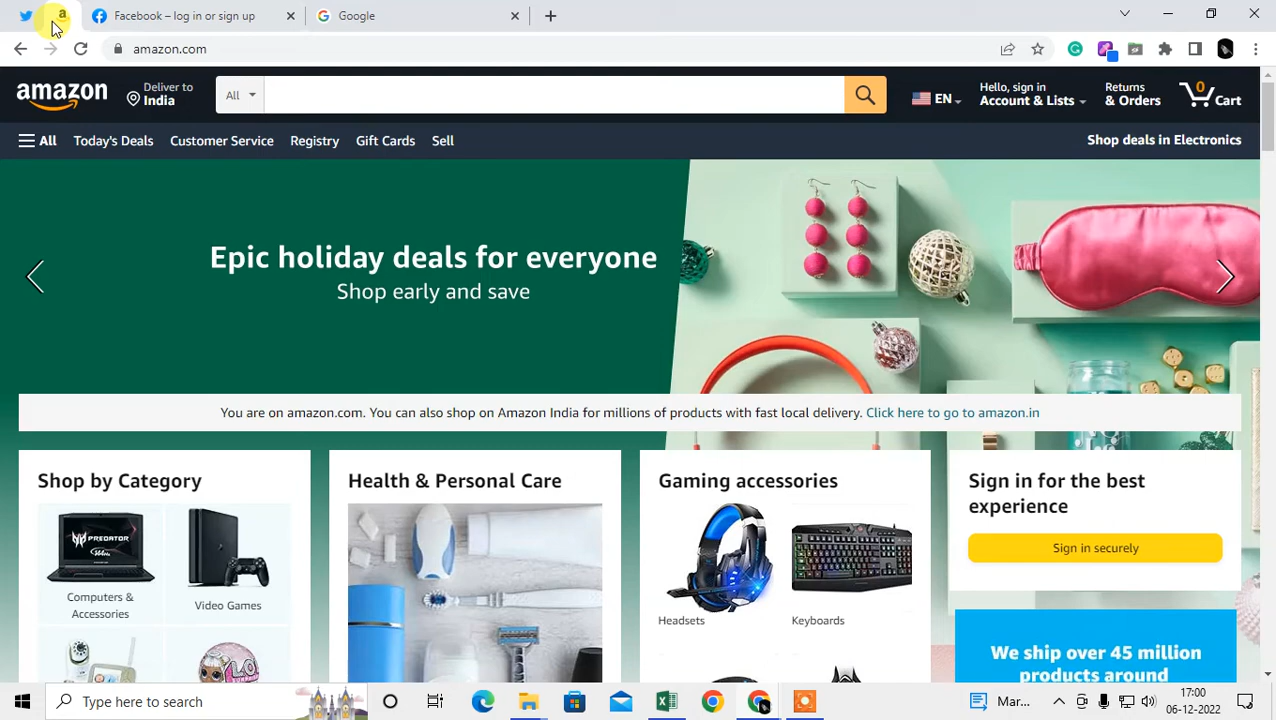 a
Facebook – log in or sign up
Google
amazon.com
amazon
Deliver to
India
All
EN
Hello, sign in
Account & Lists
Returns
& Orders
0
Cart
All
Today's Deals
Customer Service
Registry
Gift Cards
Sell
Shop deals in Electronics
Epic holiday deals for everyone
Shop early and save
You are on amazon.com. You can also shop on Amazon India for millions of products with fast local delivery. Click here to go to amazon.in
Shop by Category
Health & Personal Care
Gaming accessories
Sign in for the best
experience
Sign in securely
PREDATOR
Computers &
Accessories
Video Games
Headsets
Keyboards
We ship over 45 million
products around
Type here to search
Mar...
17:00
06-12-2022